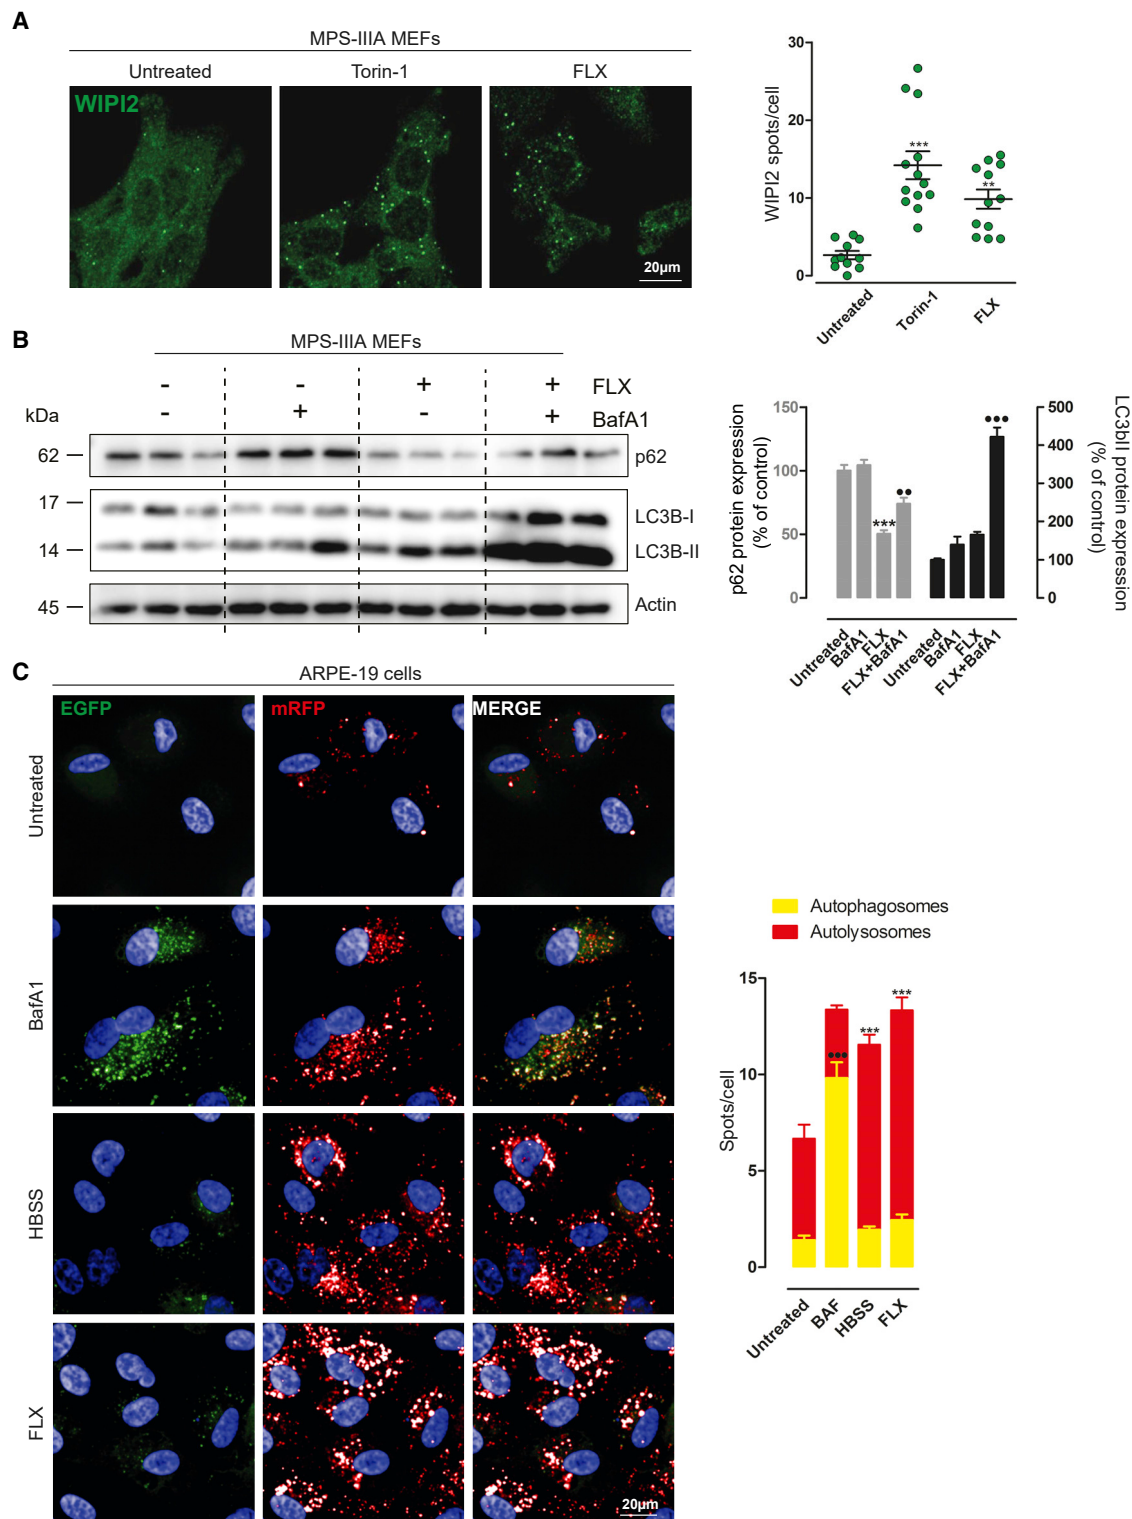 A
MPS-IIIA MEFs
Untreated
Torin-1
FLX
WIPI2
20µm
30
20
10
0
WIPI2 spots/cell
***
**
Untreated
Torin-1
FLX
B
MPS-IIIA MEFs
- - + + FLX
kDa - + - + BafA1
62 p62
17 LC3B-I
14 LC3B-II
45 Actin
p62 protein expression
(% of control)
150
100
50
0
***
●●
●●●
500
400
300
200
100
0
LC3bII protein expression
(% of control)
Untreated
BafA1
FLX
FLX+BafA1
Untreated
BafA1
FLX
FLX+BafA1
C
ARPE-19 cells
EGFP
mRFP
MERGE
Untreated
BafA1
HBSS
FLX
20µm
Autophagosomes
Autolysosomes
Spots/cell
15
10
5
0
●●●
***
***
Untreated
BAF
HBSS
FLX